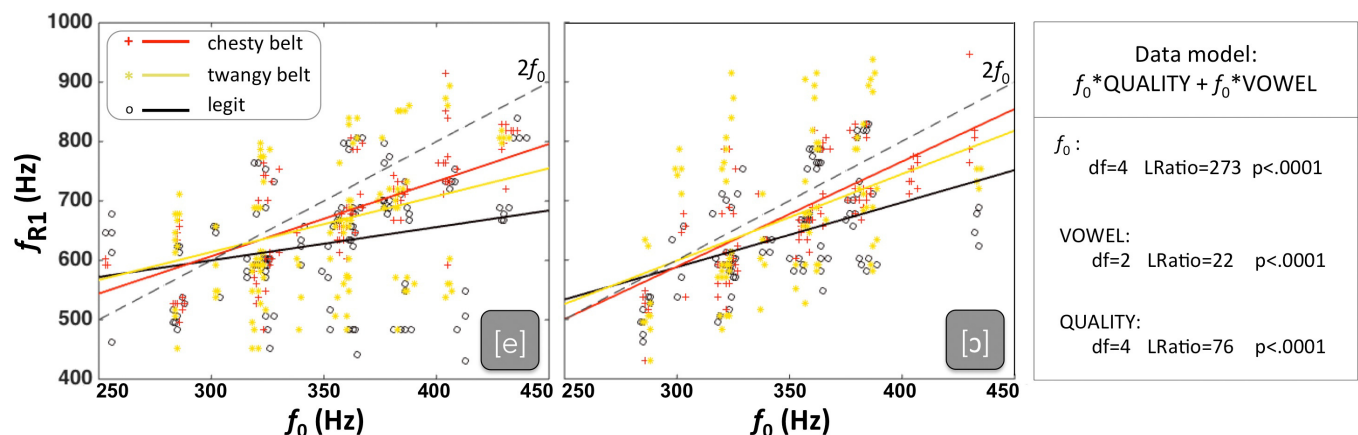 1000
900
800
700
600
500
400
f_R1 (Hz)
chesty belt
twangy belt
legit
2f₀
[e]
250 300 350 400 450
f₀ (Hz)
2f₀
[ɔ]
250 300 350 400 450
f₀ (Hz)
Data model:
f₀*QUALITY + f₀*VOWEL
f₀ :
df=4 LRatio=273 p<.0001
VOWEL:
df=2 LRatio=22 p<.0001
QUALITY:
df=4 LRatio=76 p<.0001